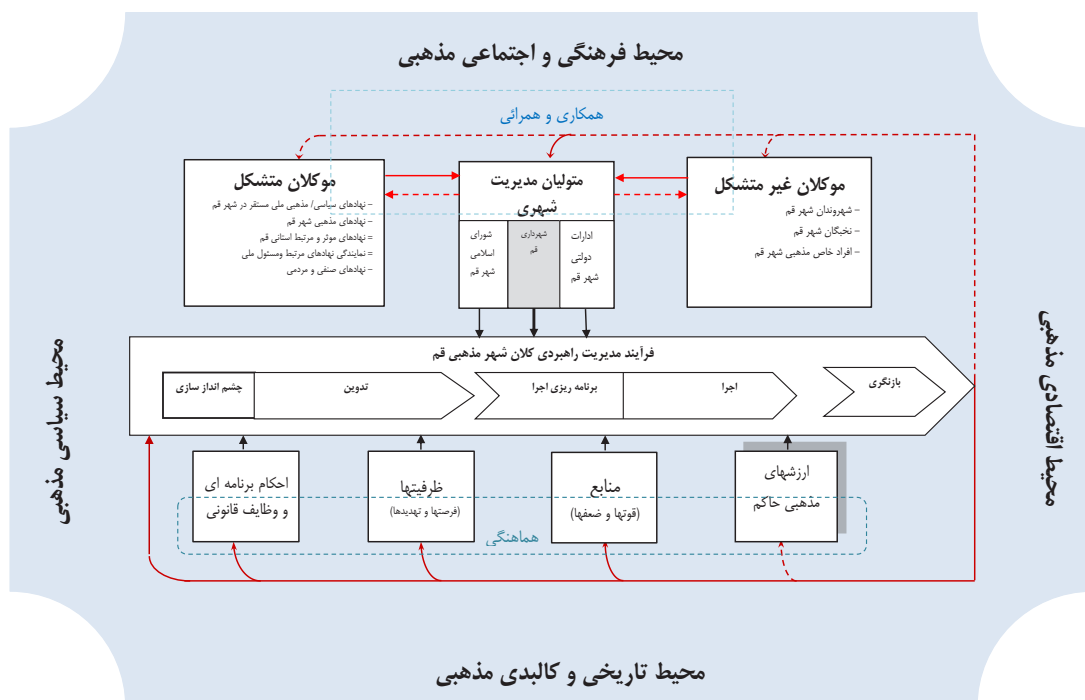 محیط فرهنگی و اجتماعی مذهبی
همکاری و همرائی
موکلان غیر متشکل
– شهروندان شهر قم
– نخبگان شهر قم
– افراد خاص مذهبی شهر قم
متولیان مدیریت
شهری
ادارات
دولتی
شهر قم
شهرداری
قم
شورای
اسلامی
شهر قم
موکلان متشکل
– نهادهای سیاسی/ مذهبی ملی مستقر در شهر قم
– نهادهای مذهبی شهر قم
= نهادهای موثر و مرتبط استانی قم
= نمایندگی نهادهای مرتبط ومسئول ملی
– نهادهای صنفی و مردمی
محیط اقتصادی مذهبی
محیط سیاسی مذهبی
فرآیند مدیریت راهبردی کلان شهر مذهبی قم
چشم انداز سازی
تدوین
برنامه ریزی اجرا
اجرا
بازنگری
ارزشهای
مذهبی حاکم
منابع
(قوتها و ضعفها)
ظرفیتها
(فرصتها و تهدیدها)
احکام برنامه ای
و وظایف قانونی
هماهنگی
محیط تاریخی و کالبدی مذهبی